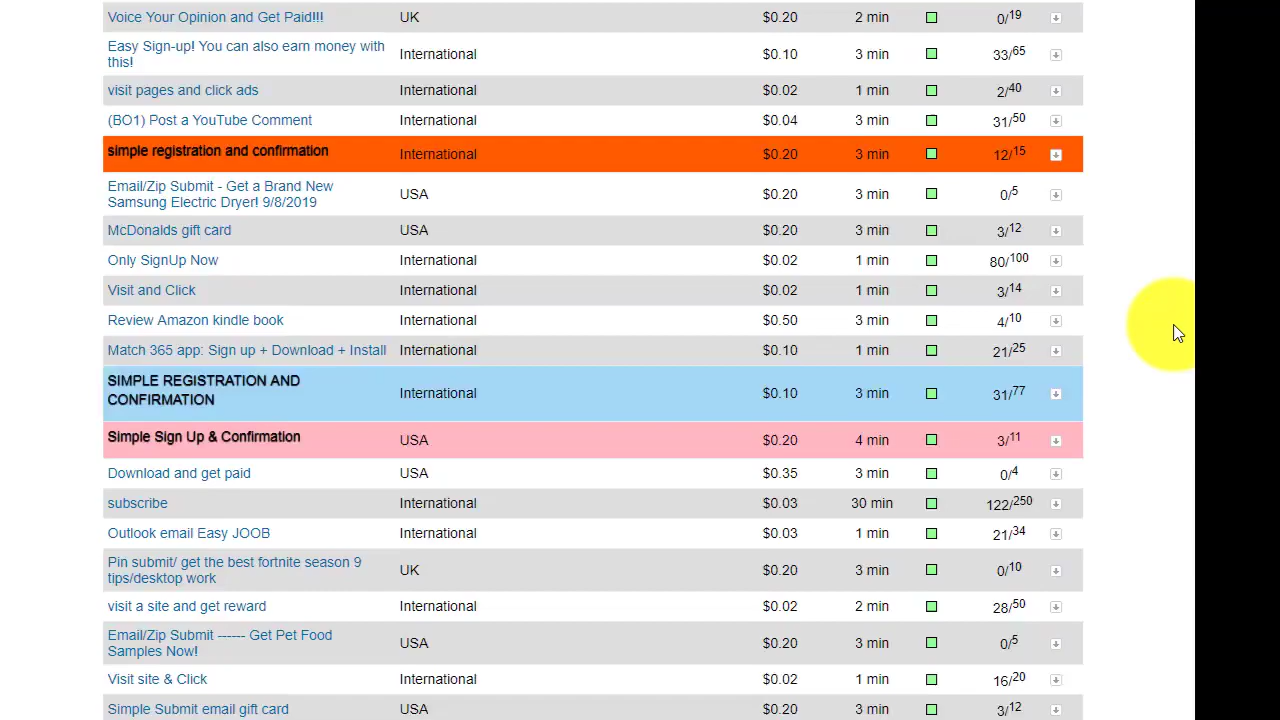 Voice Your Opinion and Get Paid!!! UK $0.20 2 min 0/19
Easy Sign-up! You can also earn money with
this! International $0.10 3 min 33/65
visit pages and click ads International $0.02 1 min 2/40
(BO1) Post a YouTube Comment International $0.04 3 min 31/50
simple registration and confirmation International $0.20 3 min 12/15
Email/Zip Submit - Get a Brand New
Samsung Electric Dryer! 9/8/2019 USA $0.20 3 min 0/5
McDonalds gift card USA $0.20 3 min 3/12
Only SignUp Now International $0.02 1 min 80/100
Visit and Click International $0.02 1 min 3/14
Review Amazon kindle book International $0.50 3 min 4/10
Match 365 app: Sign up + Download + Install International $0.10 1 min 21/25
SIMPLE REGISTRATION AND
CONFIRMATION International $0.10 3 min 31/77
Simple Sign Up & Confirmation USA $0.20 4 min 3/11
Download and get paid USA $0.35 3 min 0/4
subscribe International $0.03 30 min 122/250
Outlook email Easy JOOB International $0.03 1 min 21/34
Pin submit/ get the best fortnite season 9
tips/desktop work UK $0.20 3 min 0/10
visit a site and get reward International $0.02 2 min 28/50
Email/Zip Submit ------ Get Pet Food
Samples Now! USA $0.20 3 min 0/5
Visit site & Click International $0.02 1 min 16/20
Simple Submit email gift card USA $0.20 3 min 3/12